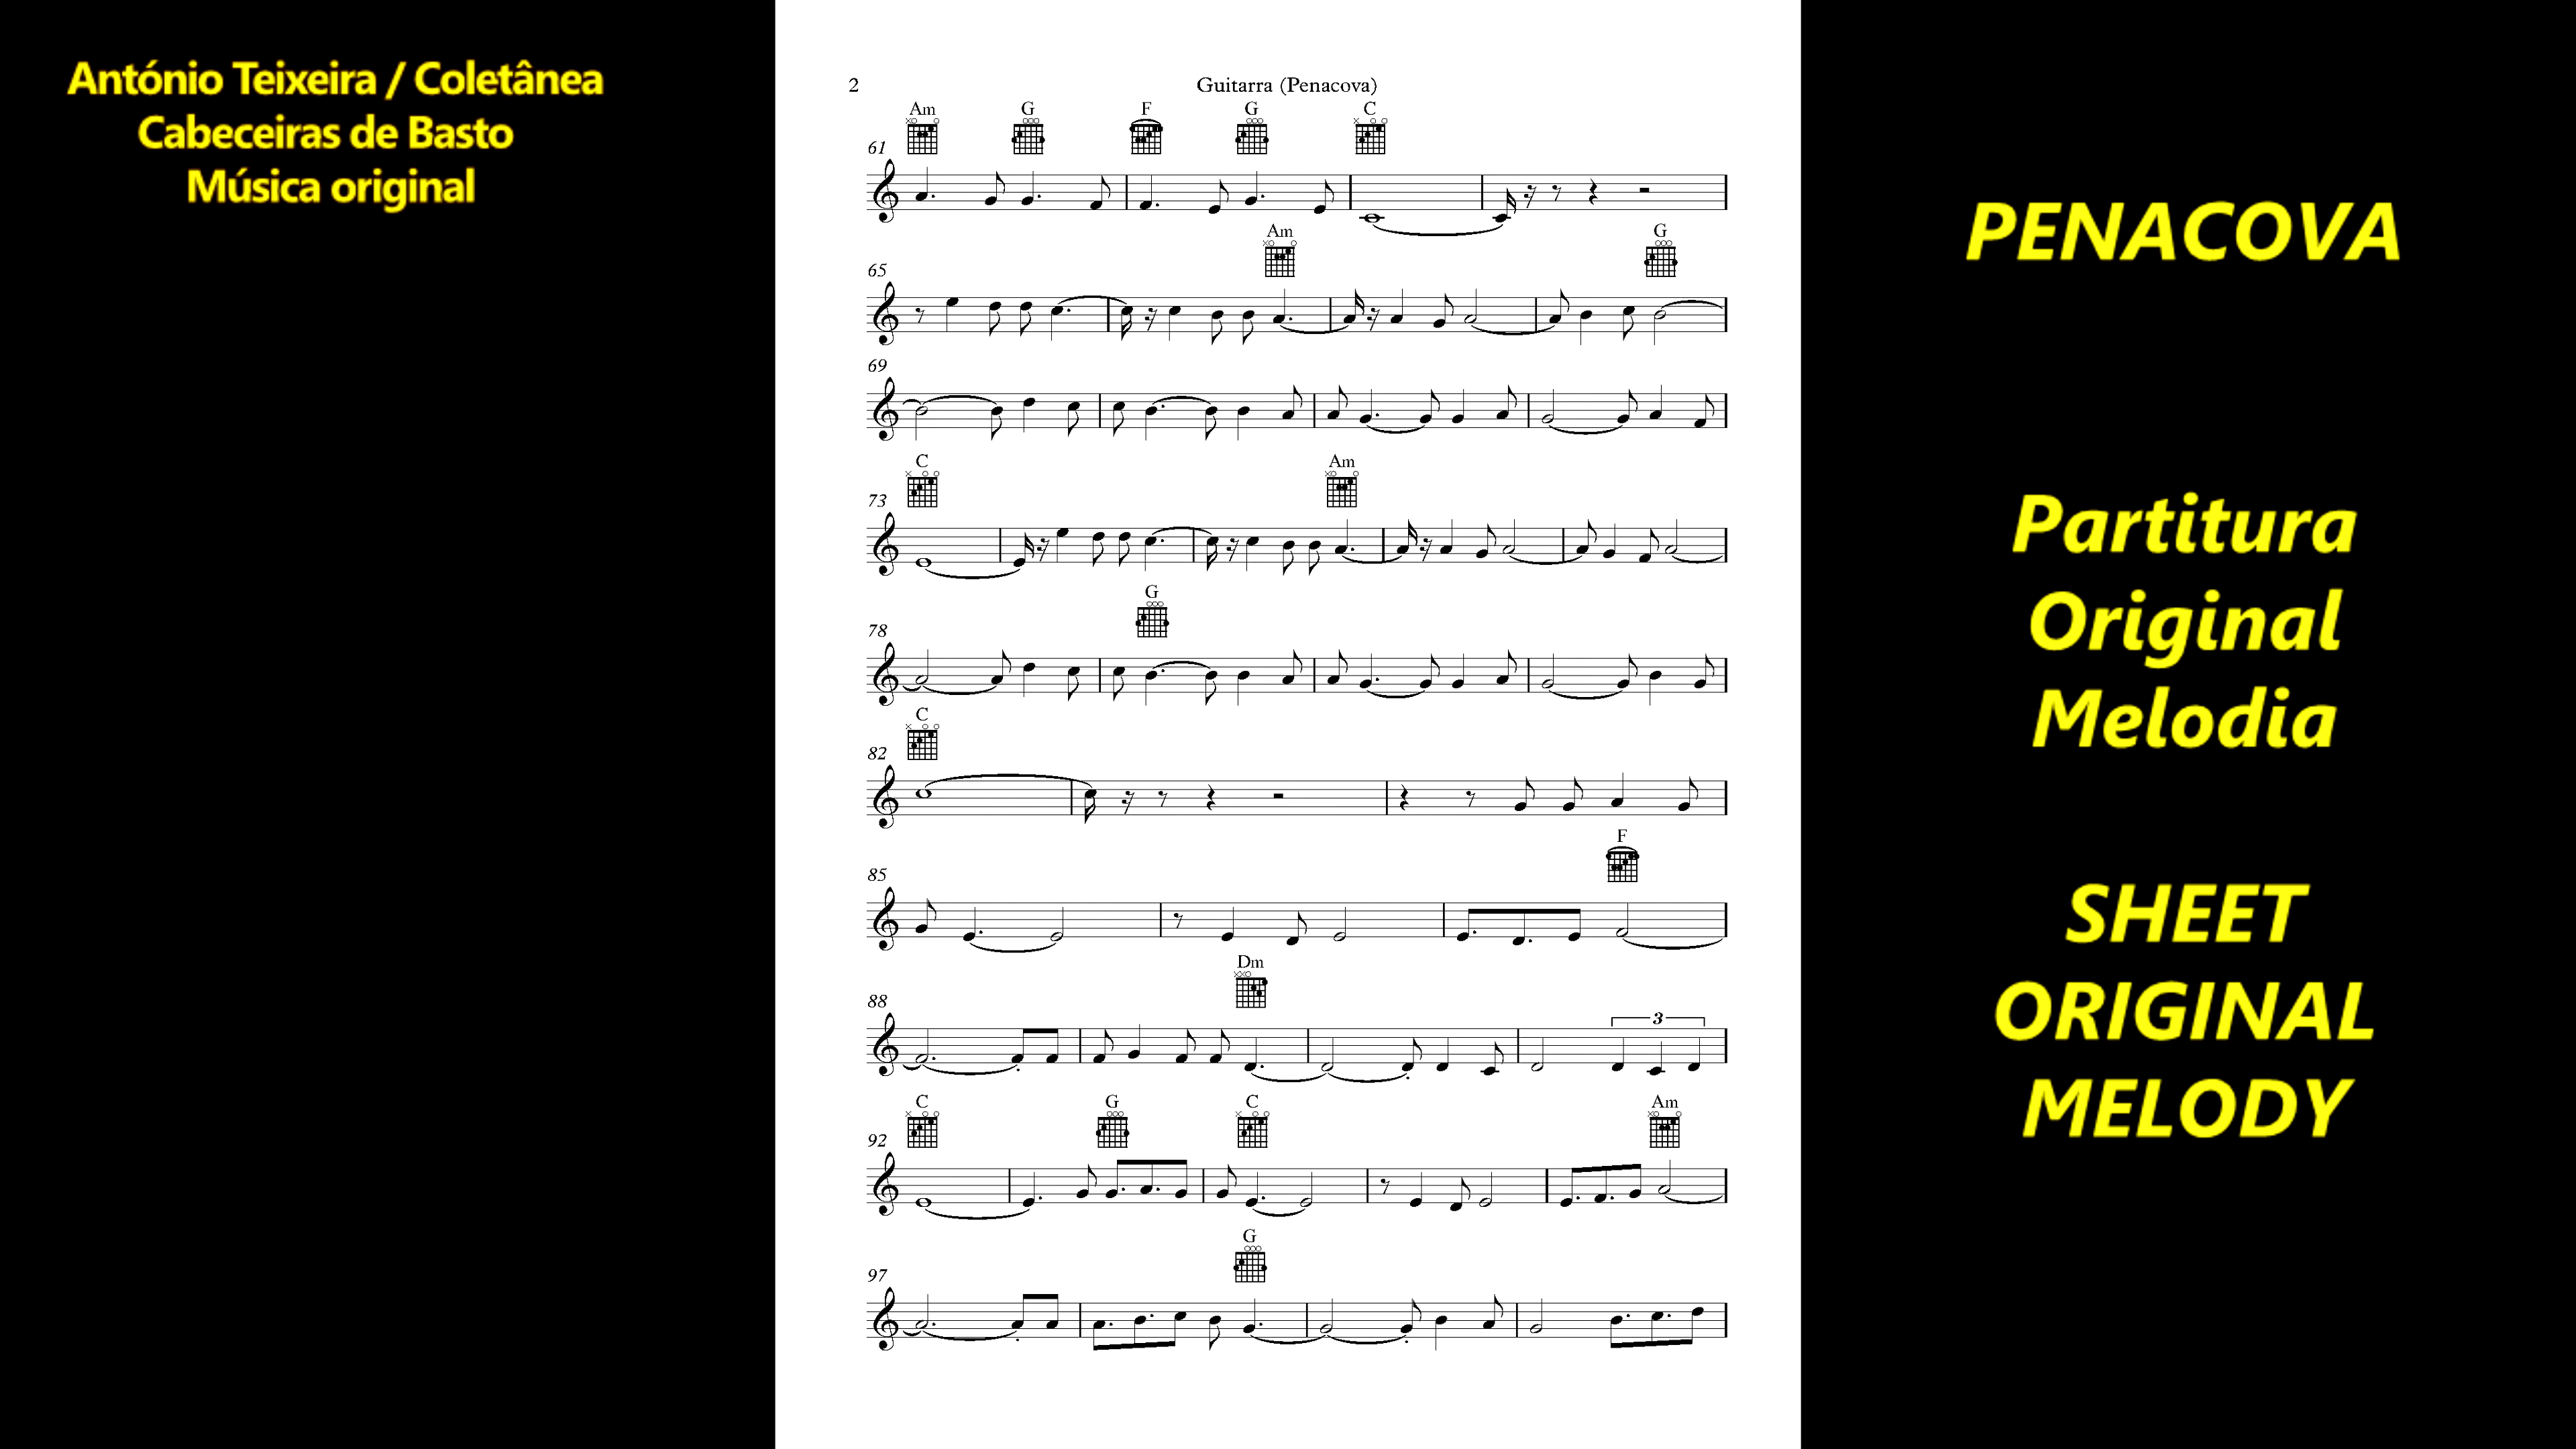 António Teixeira / Coletânea
Cabeceiras de Basto
Música original
2
Guitarra (Penacova)
Am G F G C
61
Am G
65
69
C Am
73
G
78
C
82
F
85
Dm
88
3
C G C Am
92
G
97
PENACOVA
Partitura
Original
Melodia
SHEET
ORIGINAL
MELODY